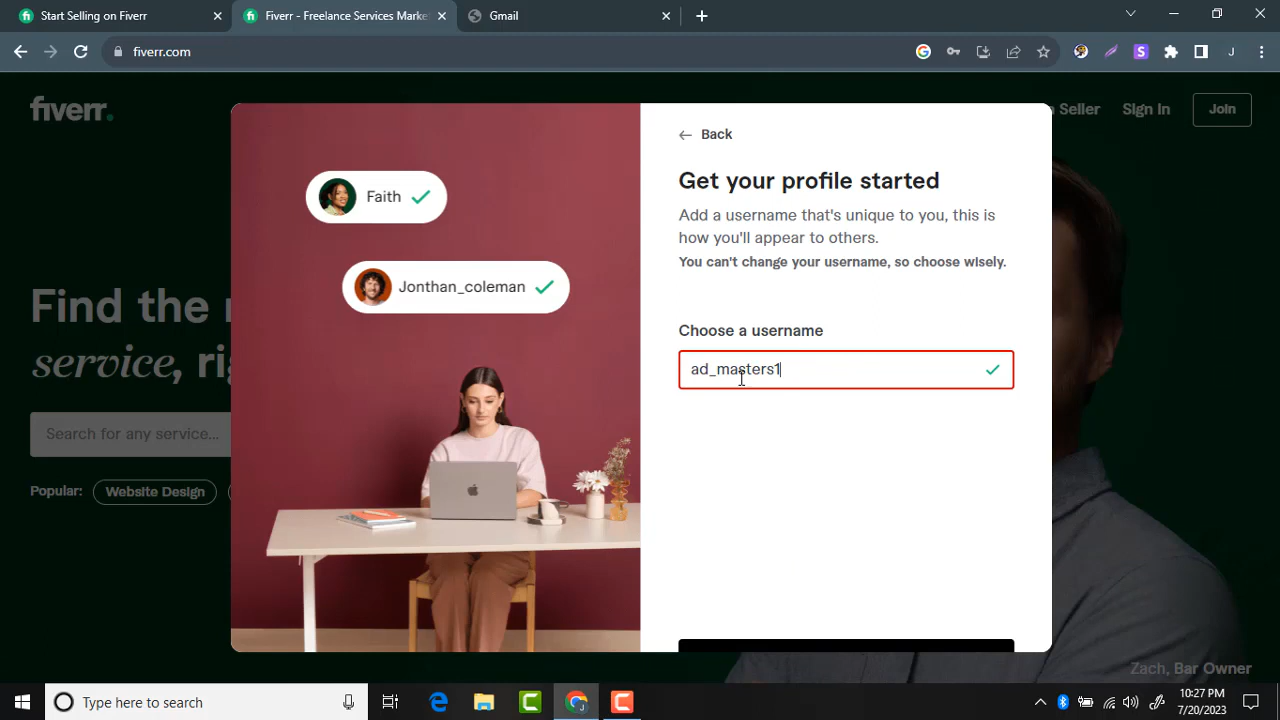 Start Selling on Fiverr
Fiverr - Freelance Services Marke
Gmail
fiverr.com
J
fiverr.
Seller
Sign In
Join
Back
Faith
Get your profile started
Add a username that's unique to you, this is
how you'll appear to others.
You can't change your username, so choose wisely.
Jonthan_coleman
Find the
service, ri
Choose a username
ad_masters1
Search for any service...
Popular:
Website Design
Zach, Bar Owner
Type here to search
10:27 PM
7/20/2023